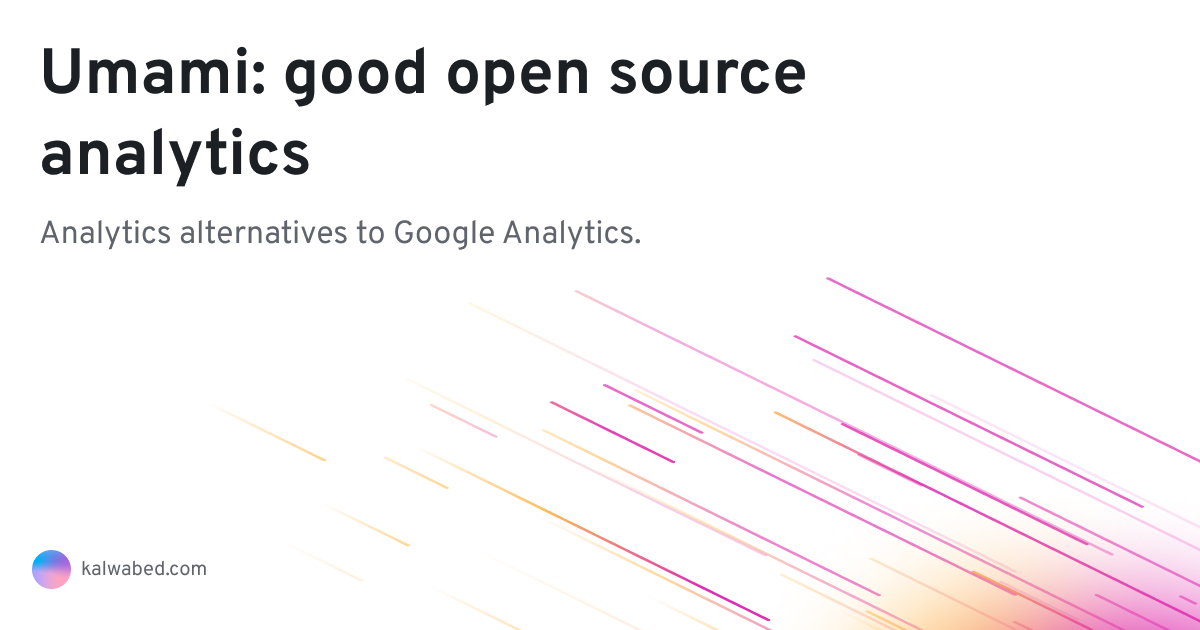 Umami: good open source
analytics
Analytics alternatives to Google Analytics.
kalwabed.com